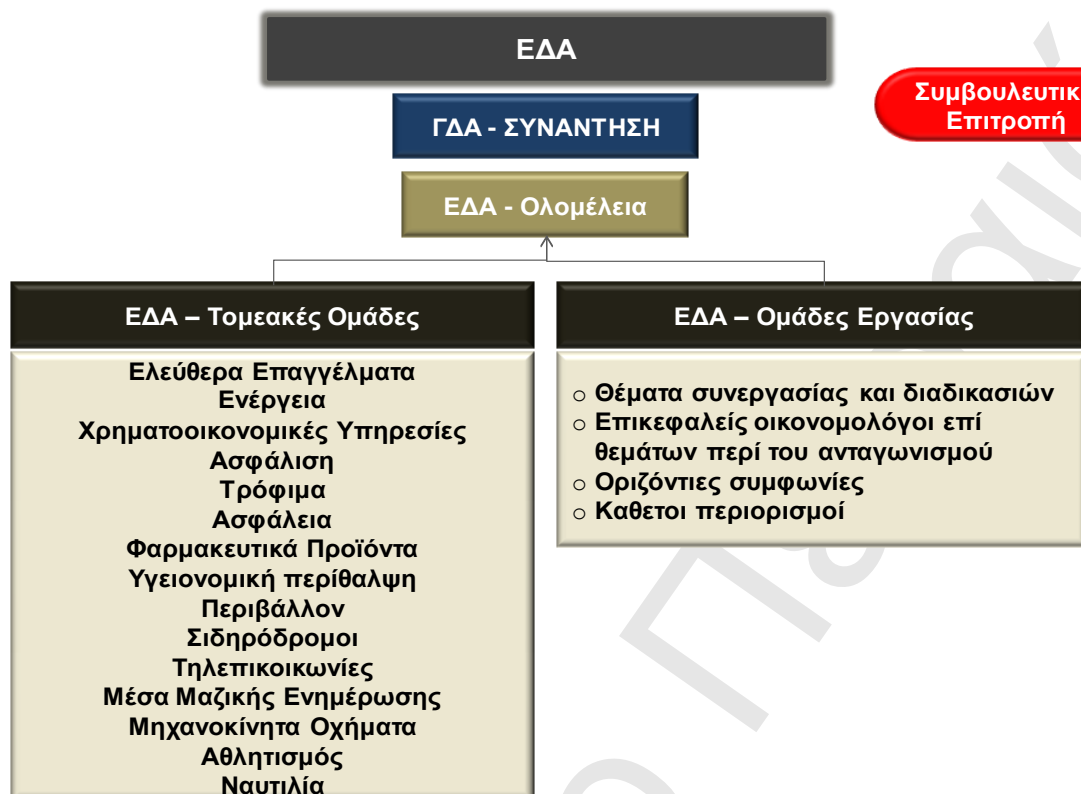 ΕΔΑ
Συμβουλευτικ
Επιτροπή
ΓΔΑ - ΣΥΝΑΝΤΗΣΗ
ΕΔΑ - Ολομέλεια
ΕΔΑ – Τομεακές Ομάδες
Ελεύθερα Επαγγέλματα
Ενέργεια
Χρηματοοικονομικές Υπηρεσίες
Ασφάλιση
Τρόφιμα
Ασφάλεια
Φαρμακευτικά Προϊόντα
Υγειονομική περίθαλψη
Περιβάλλον
Σιδηρόδρομοι
Τηλεπικοικωνίες
Μέσα Μαζικής Ενημέρωσης
Μηχανοκίνητα Οχήματα
Αθλητισμός
Ναυτιλία
ΕΔΑ – Ομάδες Εργασίας
○ Θέματα συνεργασίας και διαδικασιών
○ Επικεφαλείς οικονομολόγοι επί
θεμάτων περί του ανταγωνισμού
○ Οριζόντιες συμφωνίες
○ Καθετοι περιορισμοί